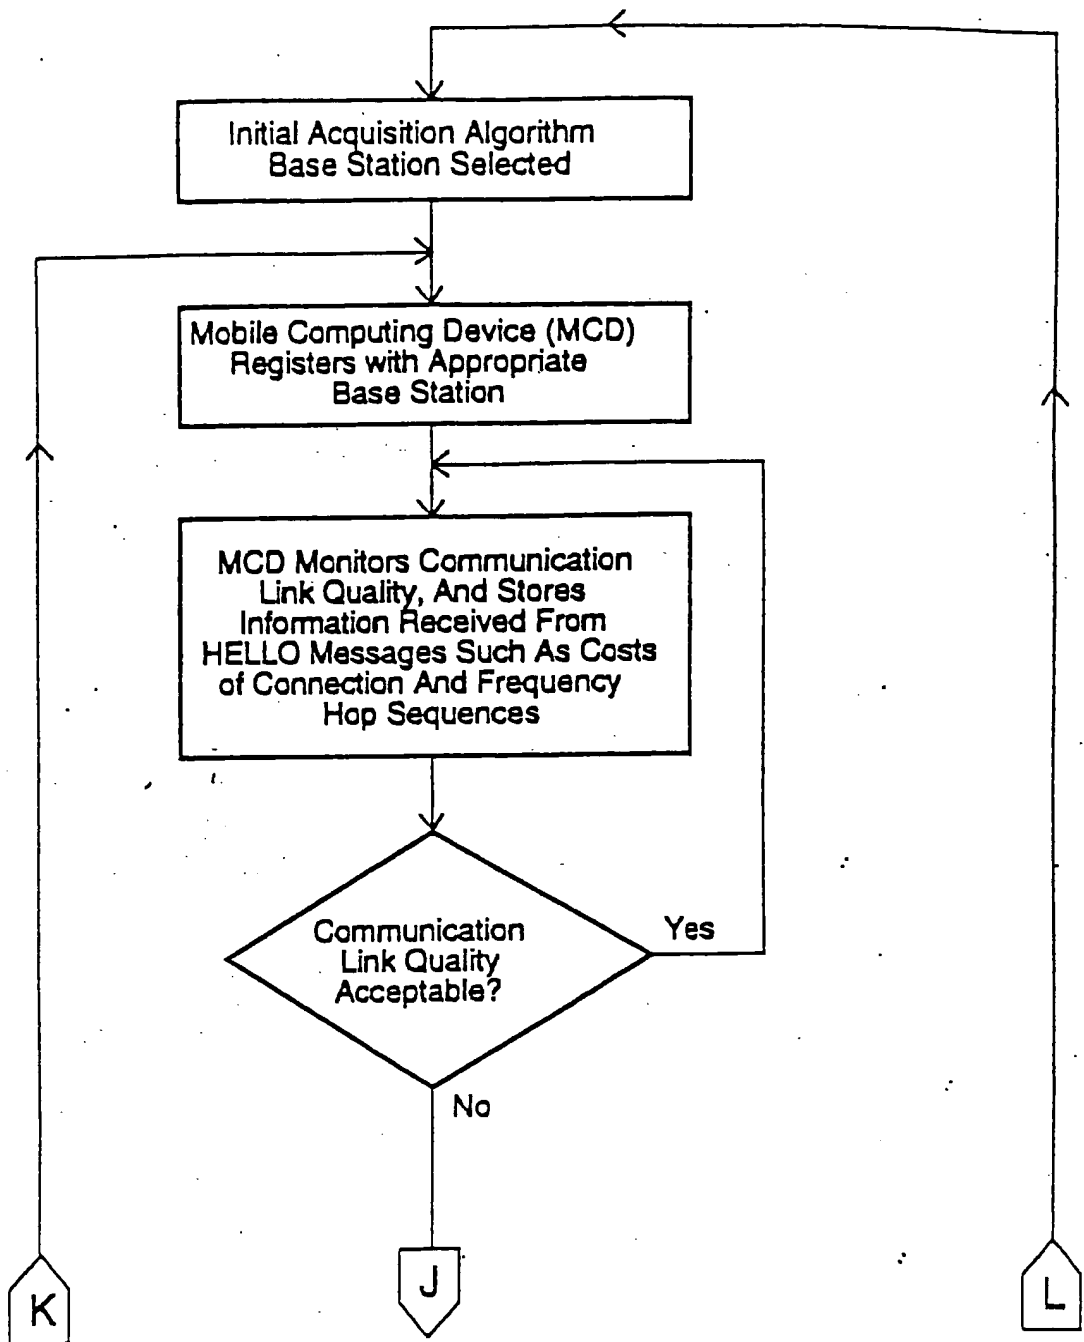 Initial Acquisition Algorithm
Base Station Selected
Mobile Computing Device (MCD)
Registers with Appropriate
Base Station
MCD Monitors Communication
Link Quality, And Stores
Information Received From
HELLO Messages Such As Costs
of Connection And Frequency
Hop Sequences
Communication
Link Quality
Acceptable?
Yes
No
K
J
L